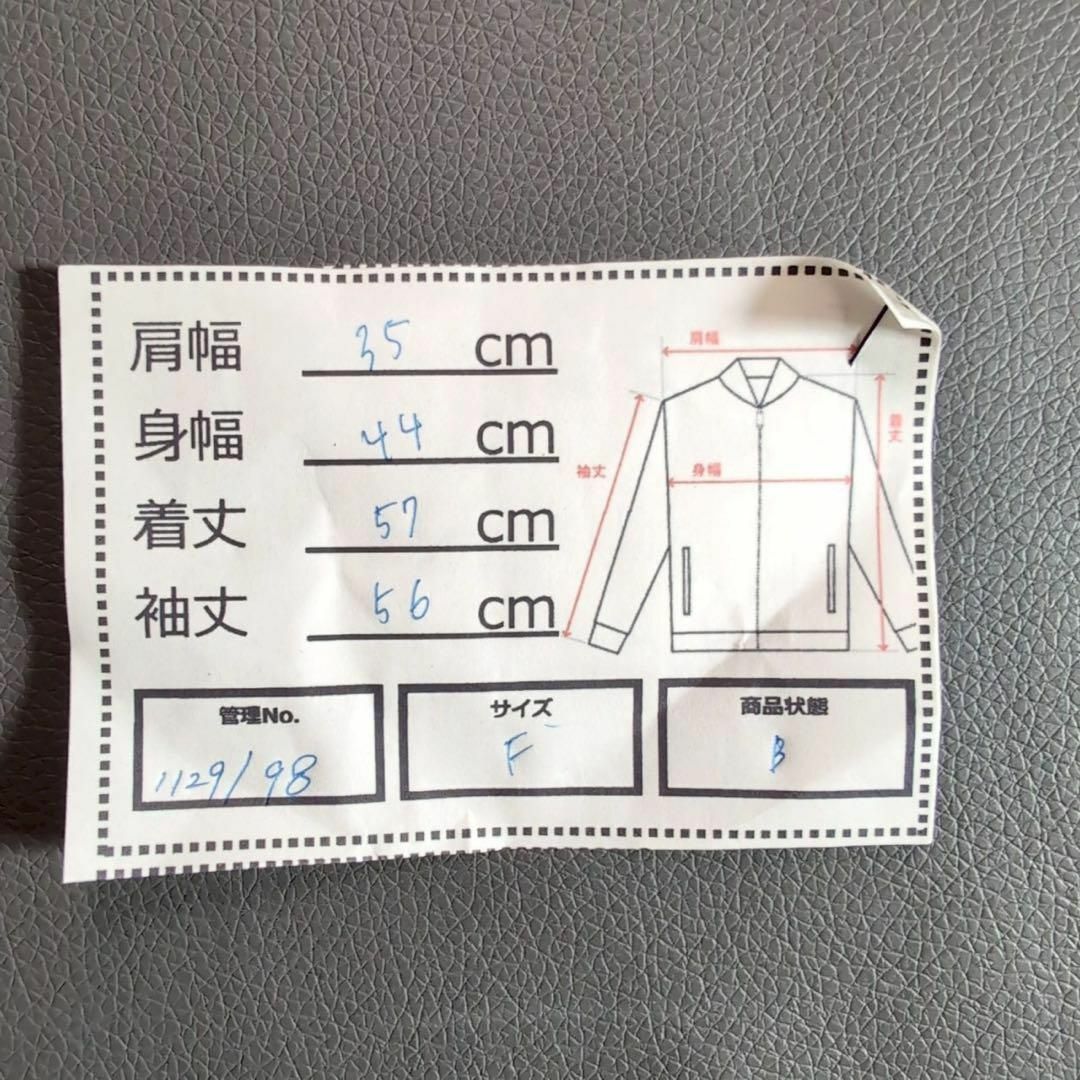 肩幅 35 cm
身幅 44 cm
着丈 57 cm
袖丈 56 cm
肩幅
着丈
袖丈
身幅
管理No.
1129/98
サイズ
F
商品状態
B